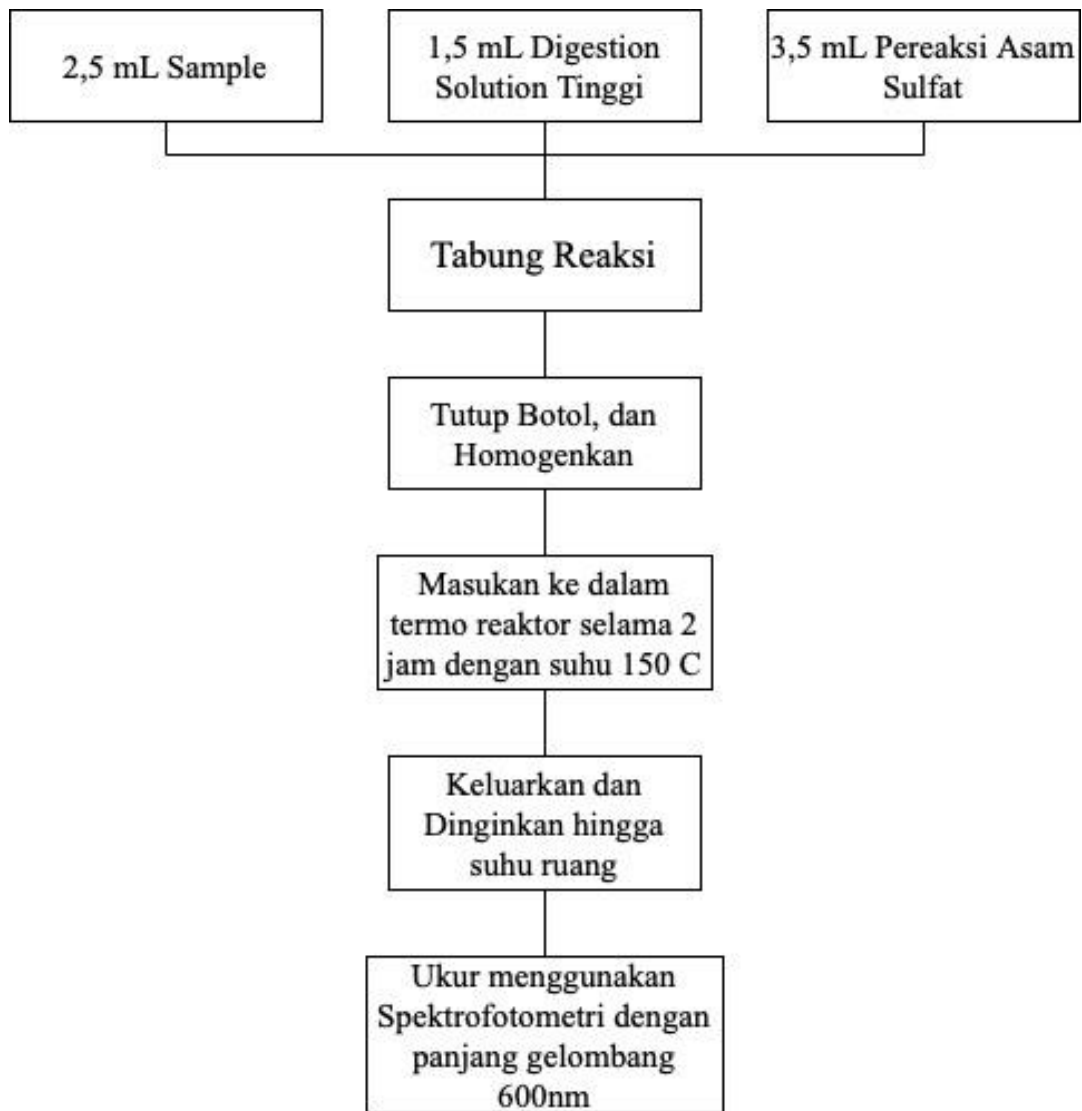 2,5 mL Sample
1,5 mL Digestion
Solution Tinggi
3,5 mL Pereaksi Asam
Sulfat
Tabung Reaksi
Tutup Botol, dan
Homogenkan
Masukan ke dalam
termo reaktor selama 2
jam dengan suhu 150 C
Keluarkan dan
Dinginkan hingga
suhu ruang
Ukur menggunakan
Spektrofotometri dengan
panjang gelombang
600nm